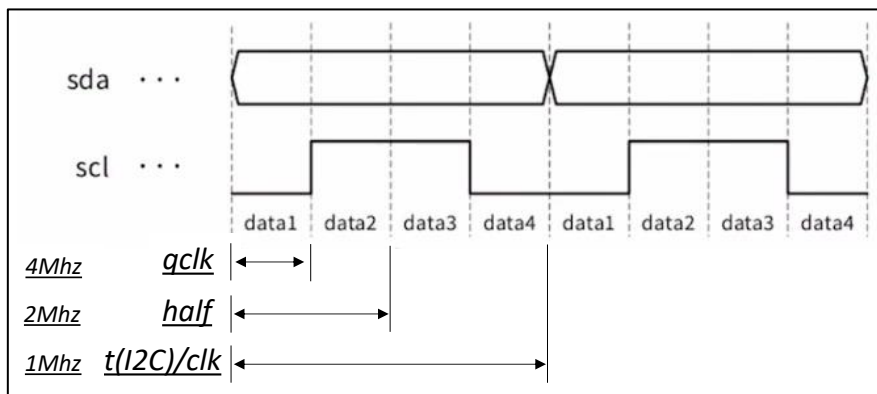 sda ···
scl ···
data1 data2 data3 data4 data1 data2 data3 data4
4Mhz qclk
2Mhz half
1Mhz t(I2C)/clk